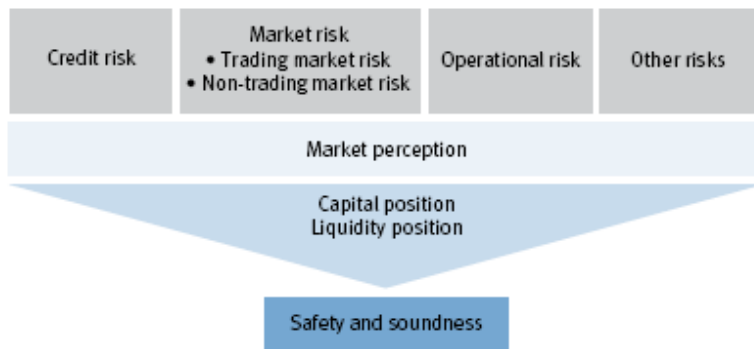 Credit risk
Market risk
• Trading market risk
• Non-trading market risk
Operational risk
Other risks
Market perception
Capital position
Liquidity position
Safety and soundness